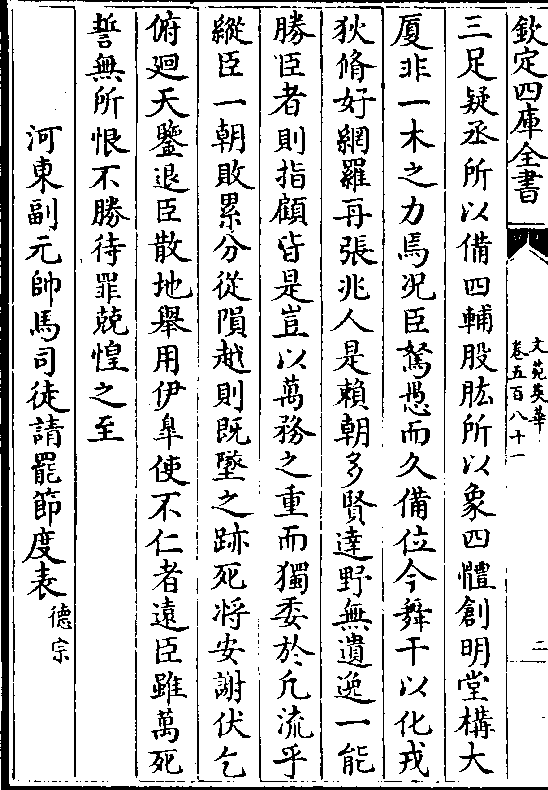 欽定四庫全書
文苑英華
卷五百八十一
二
三足疑丞所以備四輔股肱所以象四體創明堂構大
厦非一木之力焉况臣駑愚而久備位今舞干以化戎
狄脩好網羅再張兆人是賴朝多賢達野無遺逸一能
勝臣者則指顧皆是豈以萬務之重而獨委於凡流乎
縱臣一朝敗累分從隕越則既墜之跡死将安謝伏乞
俯廻天鑒退臣散地舉用伊臯使不仁者逺臣雖萬死
誓無所恨不勝待罪兢惶之至
河東副元帥馬司徒請罷節度表德宗